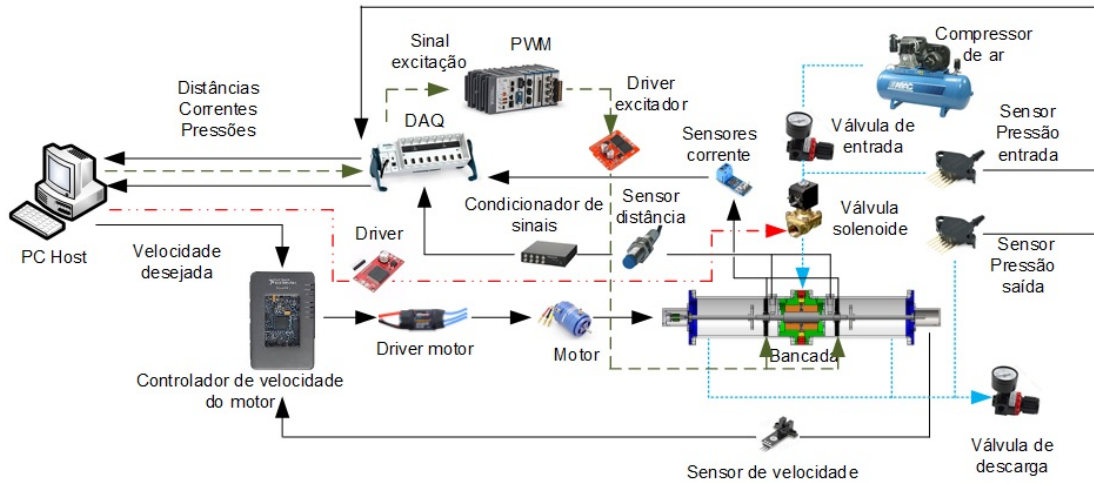 Sinal
excitação
PWM
Compressor
de ar
Distâncias
Correntes
Pressões
DAQ
Driver
excitador
Sensores
corrente
Válvula de
entrada
Sensor
Pressão
entrada
Condicionador de
sinais
Sensor
distância
Válvula
solenoide
PC Host
Velocidade
desejada
Driver
Sensor
Pressão
saída
Driver motor
Motor
Bancada
Controlador de velocidade
do motor
Sensor de velocidade
Válvula de
descarga